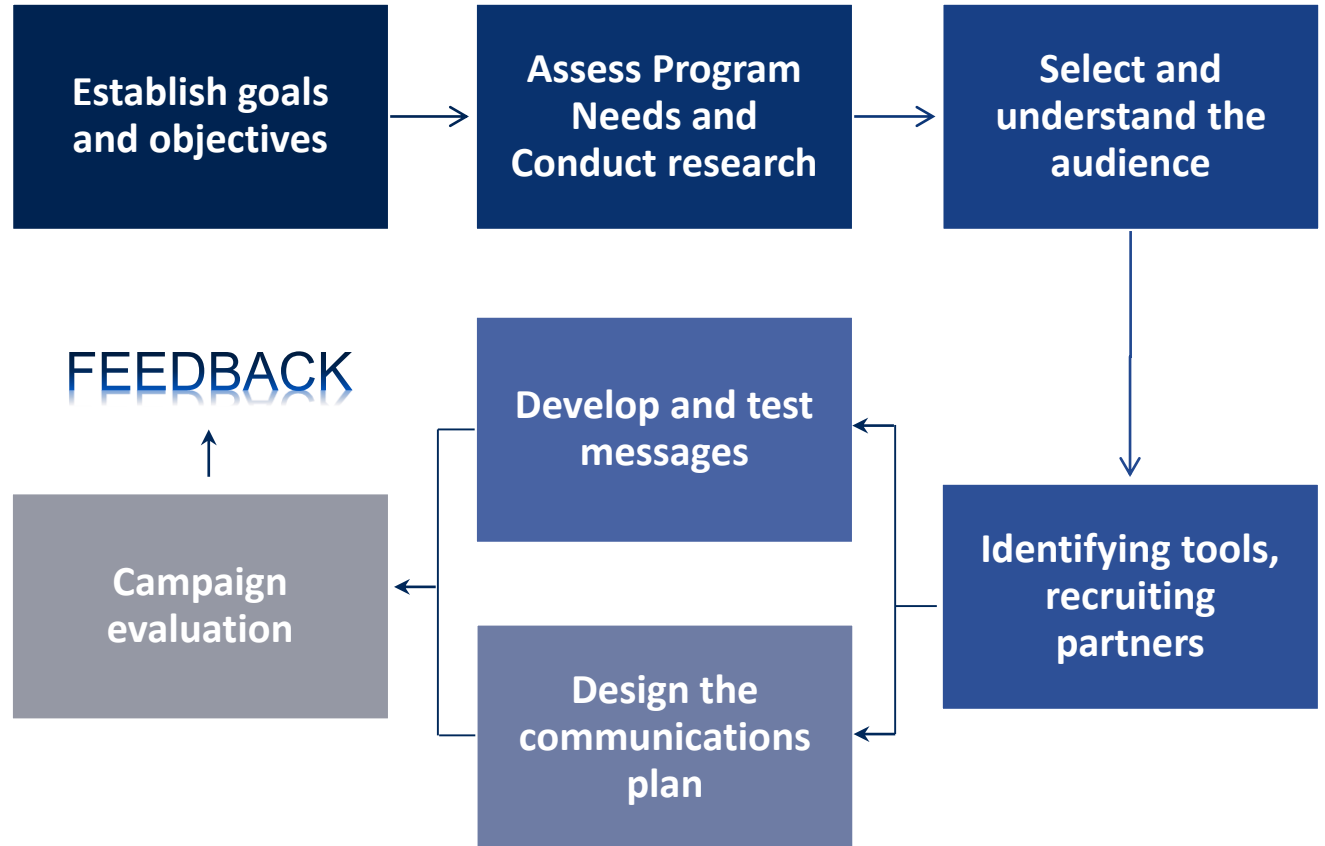 Establish goals
and objectives
Assess Program
Needs and
Conduct research
Select and
understand the
audience
Identifying tools,
recruiting
partners
Develop and test
messages
Design the
communications
plan
Campaign
evaluation
FEEDBACK